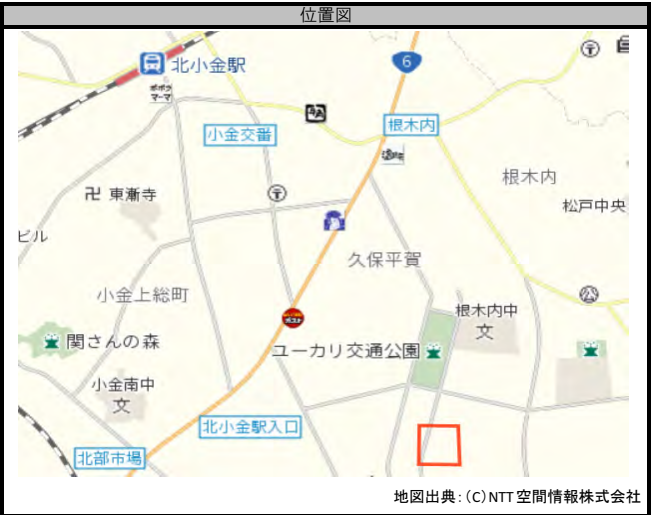 位置図
6
北小金駅
ポポラ
マーマ
小金交番
根木内
根木内
卍 東漸寺
松戸中央
ビル
久保平賀
小金上総町
根木内中
文
関さんの森
ユーカリ交通公園
小金南中
文
北小金駅入口
北部市場
地図出典：(C)NTT空間情報株式会社